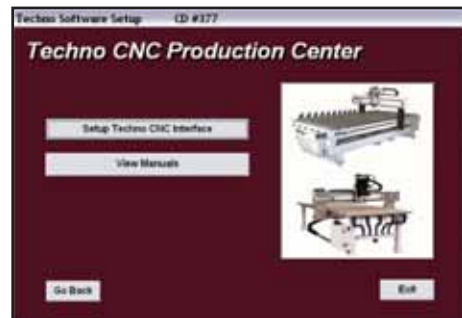 Techno Software Setup CD #377
Techno CNC Production Center
Setup Techno CNC Interface
View Manuals
Go Back
Exit